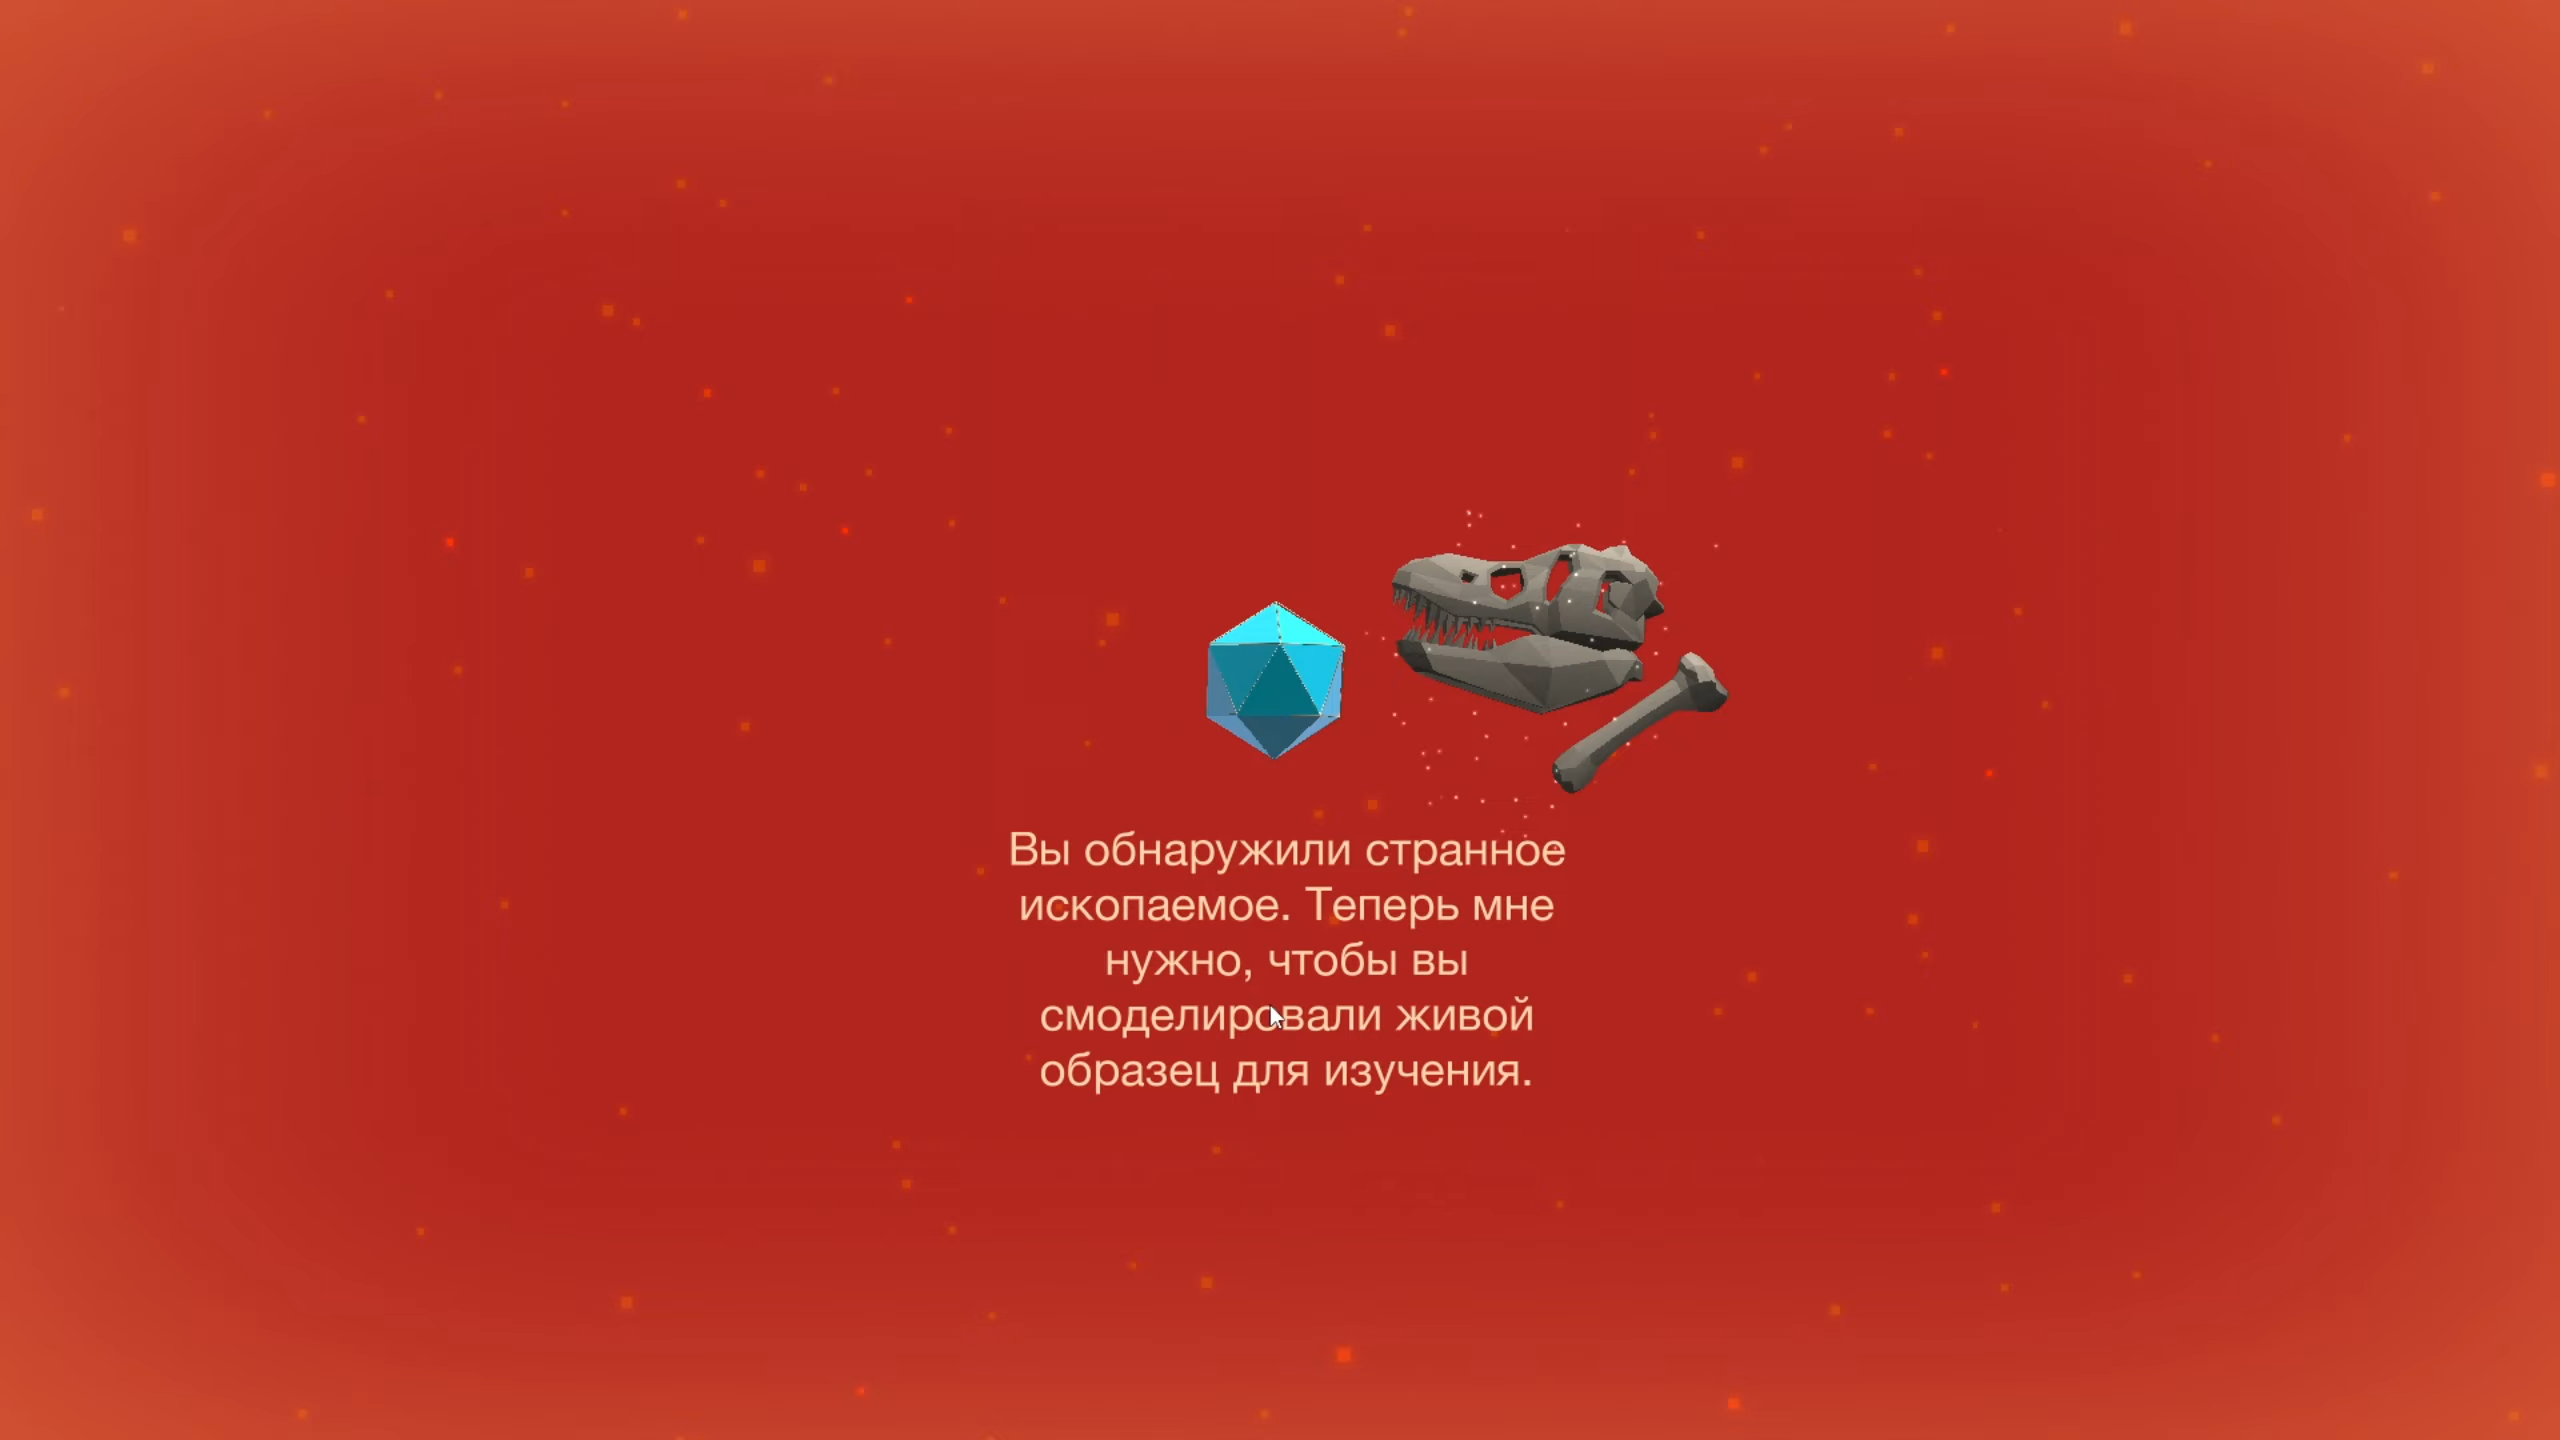 Вы обнаружили странное
ископаемое. Теперь мне
нужно, чтобы вы
смоделировали живой
образец для изучения.